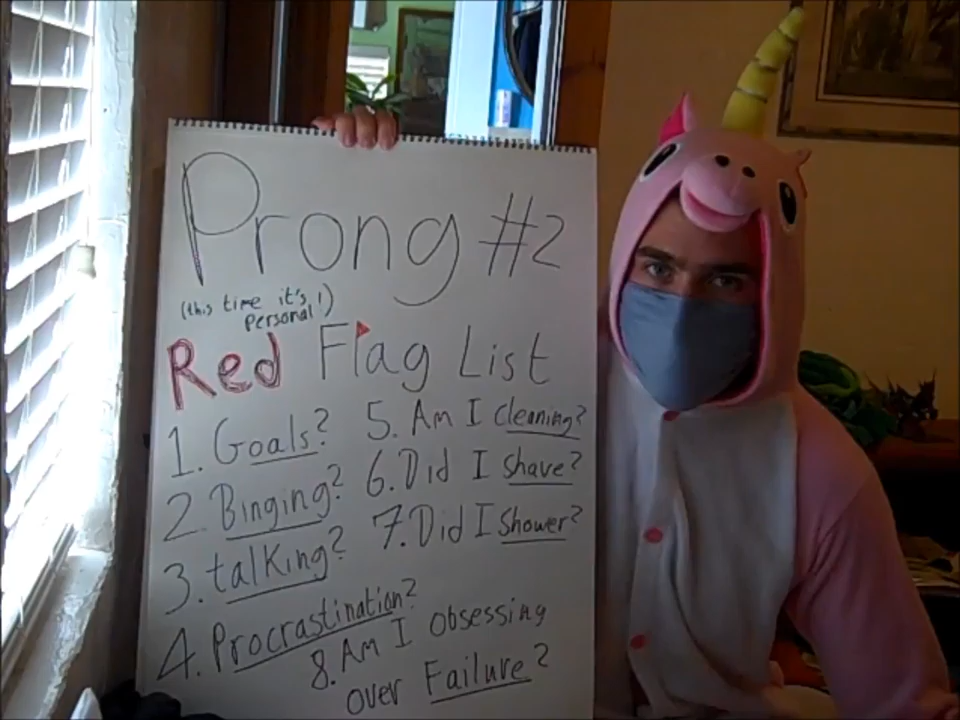 Prong #2
(this time it's
personal!)
Red Flag List
1. Goals?
2. Binging?
3. talking?
4. Procrastination?
5. Am I Cleaning?
6. Did I Shave?
7. Did I Shower?
8. Am I obsessing
over Failure?